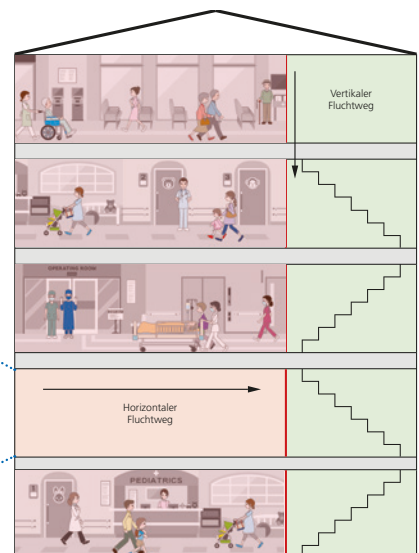 Vertikaler
Fluchtweg
OPERATING ROOM
Horizontaler
Fluchtweg
PEDIATRICS